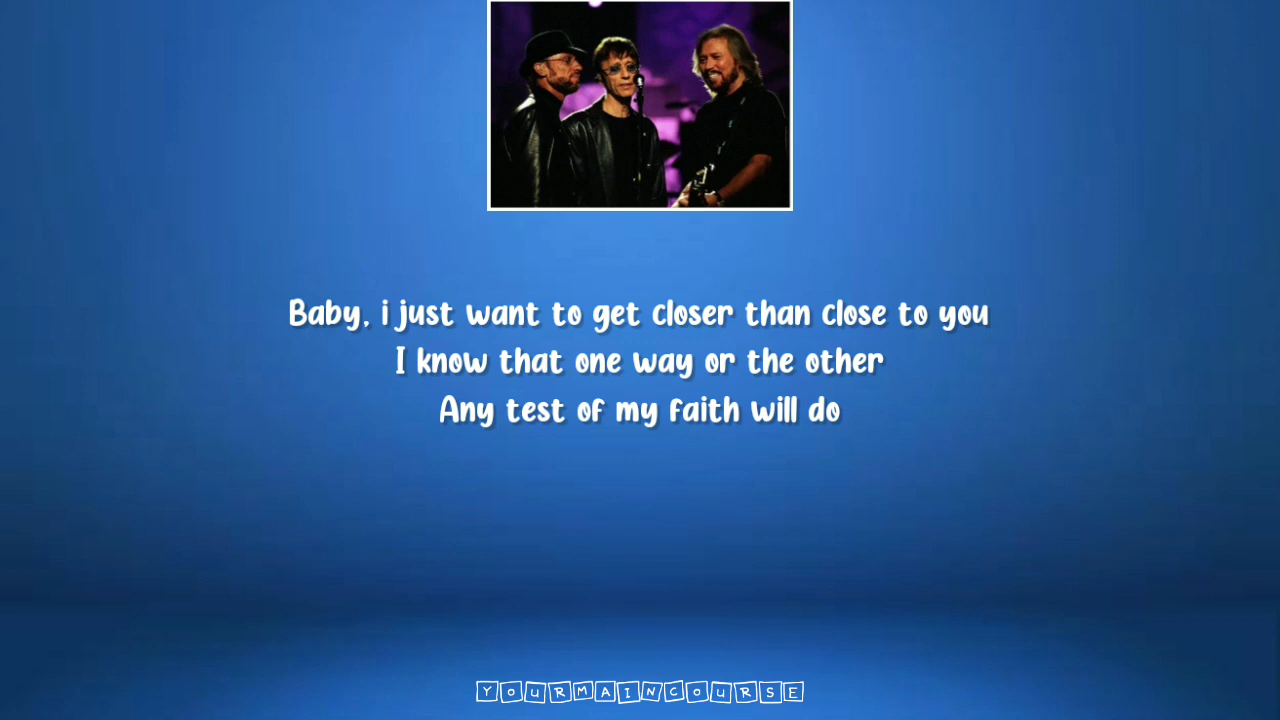 Baby, i just want to get closer than close to you
I know that one way or the other
Any test of my faith will do
YOURMAINCOURSE